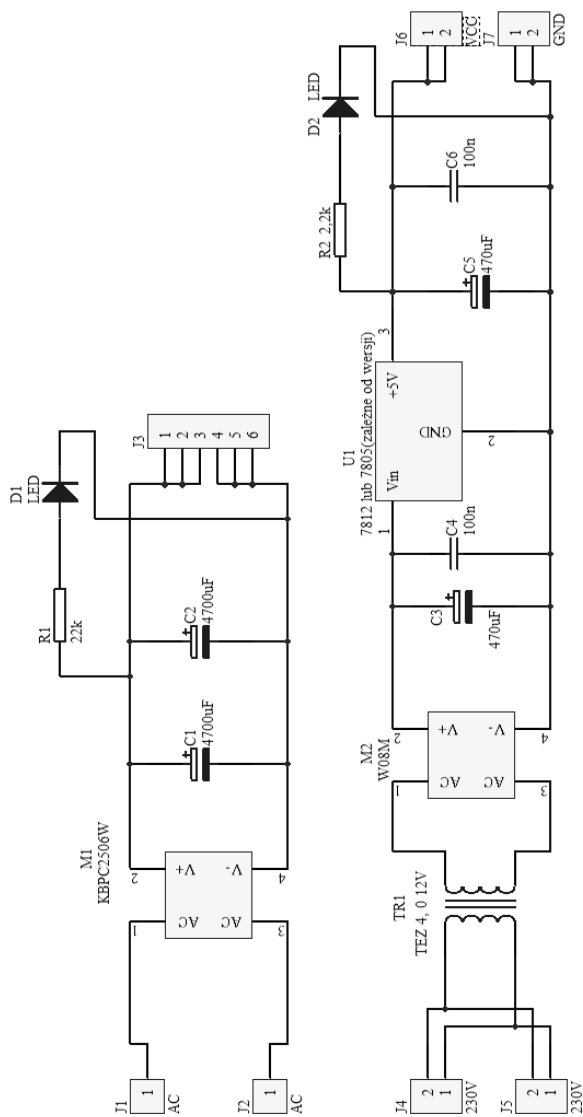 D1
LED
R1
22k
M1
KBPC2506W
J1
1
AC
J2
1
AC
1
2
3
4
AC
V+
AC
V-
C1
4700uF
C2
4700uF
J3
1
2
3
4
5
6
D2
LED
R2 2,2k
J4
2
1
230V
J5
2
1
230V
TR1
TEZ 4, 0 12V
M2
W08M
1
2
3
4
AC
V+
AC
V-
C3
470uF
C4
100n
U1
7812 lub 7805(zależne od wersji)
1
Vin
+5V
3
GND
2
C5
470uF
C6
100n
J6
1
2
VCC
J7
1
2
GND